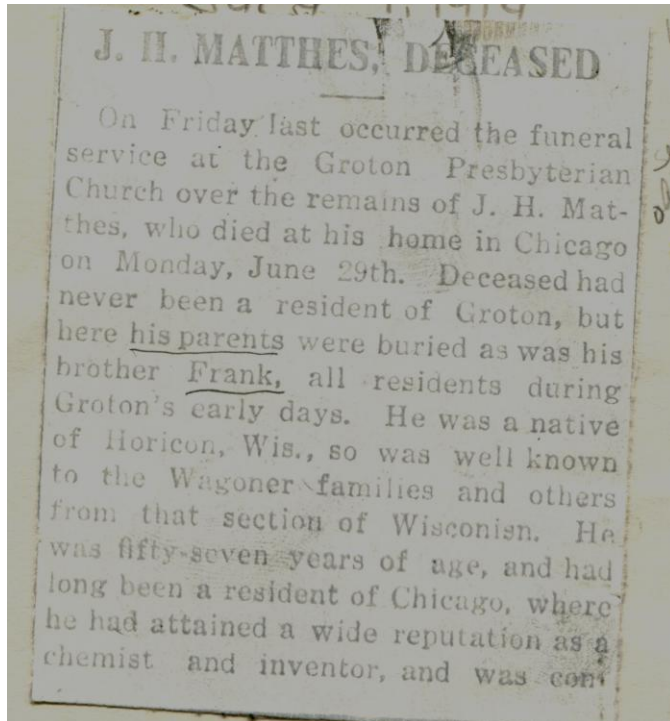 J. H. MATTHES, DECEASED
On Friday last occurred the funeral
service at the Groton Presbyterian
Church over the remains of J. H. Mat-
thes, who died at his home in Chicago
on Monday, June 29th. Deceased had
never been a resident of Groton, but
here his parents were buried as was his
brother Frank, all residents during
Groton's early days. He was a native
of Horicon, Wis., so was well known
to the Wagoner families and others
from that section of Wisconisn. He
was fifty-seven years of age, and had
long been a resident of Chicago, where
he had attained a wide reputation as a
chemist and inventor, and was con